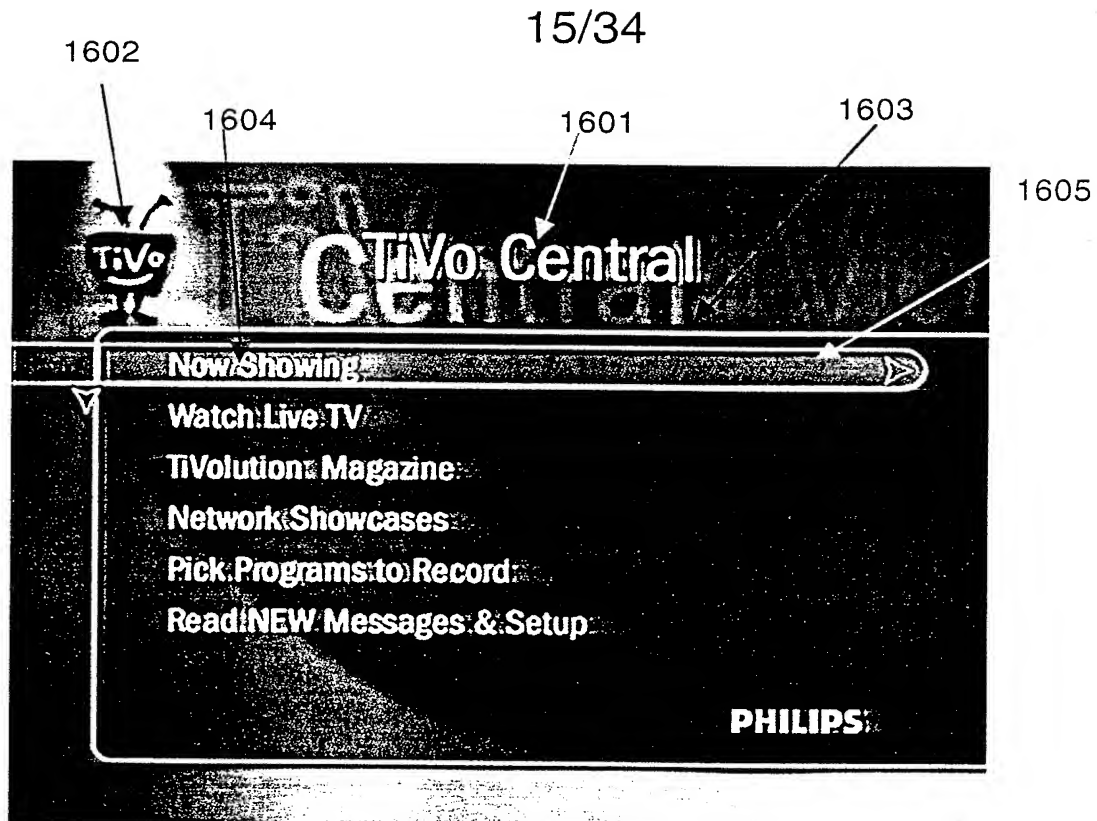 15/34
1602
1604
1601
1603
1605
TiVo
TiVo Central
Central
Now Showing
Watch Live TV
TiVolution Magazine
Network Showcases
Pick Programs to Record
Read NEW Messages & Setup
PHILIPS